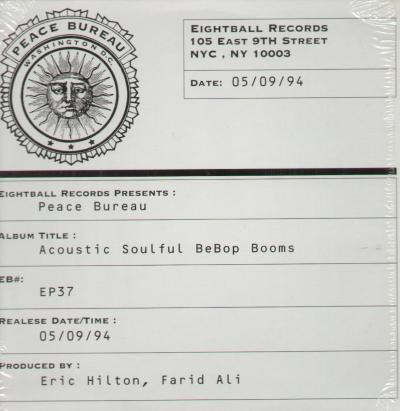 PEACE BUREAU
WASHINGTON D.C.
EIGHTBALL RECORDS
105 EAST 9TH STREET
NYC , NY 10003
DATE: 05/09/94
EIGHTBALL RECORDS PRESENTS :
Peace Bureau
ALBUM TITLE :
Acoustic Soulful BeBop Booms
EB#:
EP37
REALESE DATE/TIME :
05/09/94
PRODUCED BY :
Eric Hilton, Farid Ali